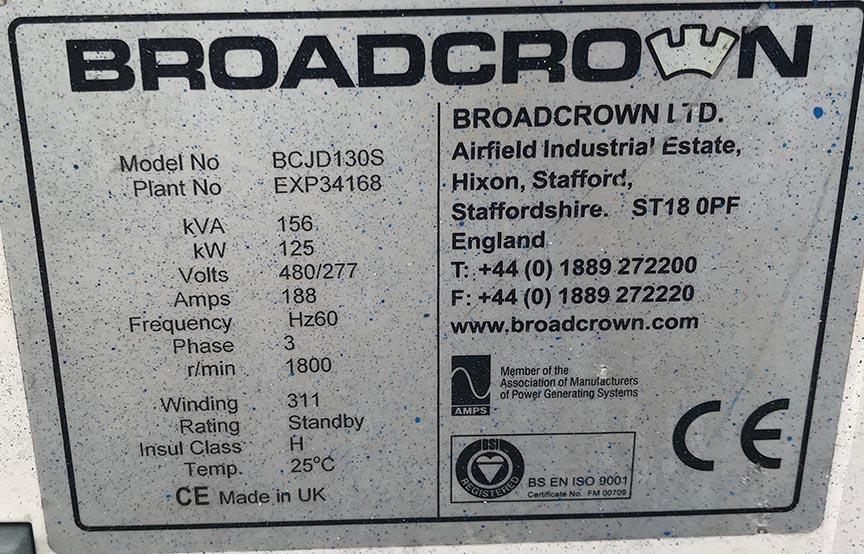 BROADCROWN
Model No BCJD130S
Plant No EXP34168
kVA 156
kW 125
Volts 480/277
Amps 188
Frequency Hz60
Phase 3
r/min 1800
Winding 311
Rating Standby
Insul Class H
Temp. 25ºC
CE Made in UK
BROADCROWN LTD.
Airfield Industrial Estate,
Hixon, Stafford,
Staffordshire. ST18 0PF
England
T: +44 (0) 1889 272200
F: +44 (0) 1889 272220
www.broadcrown.com
AMPS
Member of the
Association of Manufacturers
of Power Generating Systems
CE
BSI
REGISTERED
BS EN ISO 9001
Certificate No. FM 00709